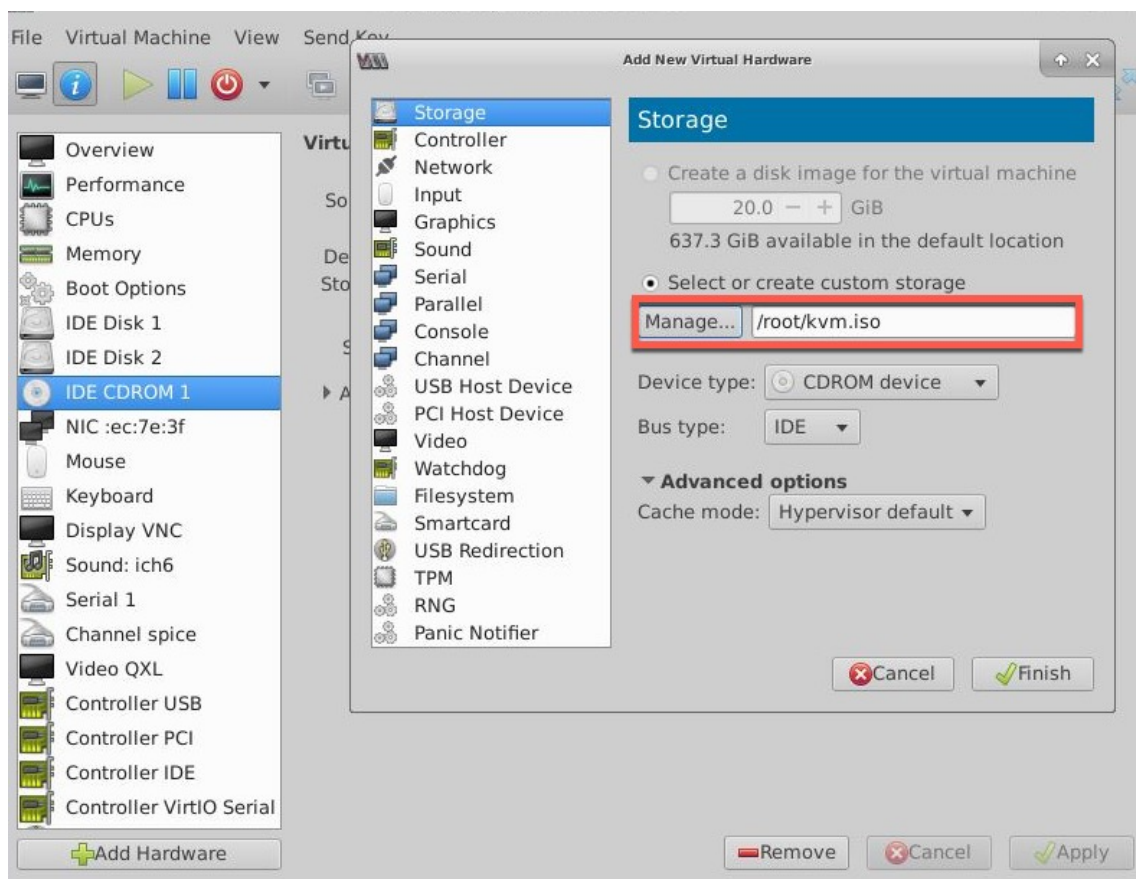 File Virtual Machine View Send Key
Add New Virtual Hardware
Overview
Performance
CPUs
Memory
Boot Options
IDE Disk 1
IDE Disk 2
IDE CDROM 1
NIC :ec:7e:3f
Mouse
Keyboard
Display VNC
Sound: ich6
Serial 1
Channel spice
Video QXL
Controller USB
Controller PCI
Controller IDE
Controller VirtIO Serial
Add Hardware
Virtu
So
De
Sto
Storage
Controller
Network
Input
Graphics
Sound
Serial
Parallel
Console
Channel
USB Host Device
PCI Host Device
Video
Watchdog
Filesystem
Smartcard
USB Redirection
TPM
RNG
Panic Notifier
Storage
Create a disk image for the virtual machine
20.0 − + GiB
637.3 GiB available in the default location
Select or create custom storage
Manage... /root/kvm.iso
Device type: CDROM device
Bus type: IDE
Advanced options
Cache mode: Hypervisor default
Cancel Finish
Remove Cancel Apply